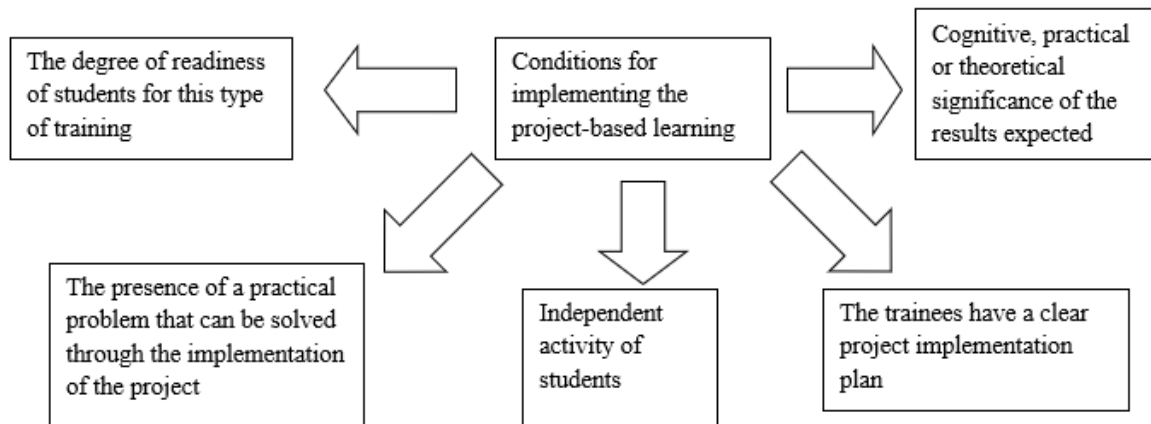 The degree of readiness
of students for this type
of training
Conditions for
implementing the
project-based learning
Cognitive, practical
or theoretical
significance of the
results expected
The presence of a practical
problem that can be solved
through the implementation
of the project
Independent
activity of
students
The trainees have a clear
project implementation
plan